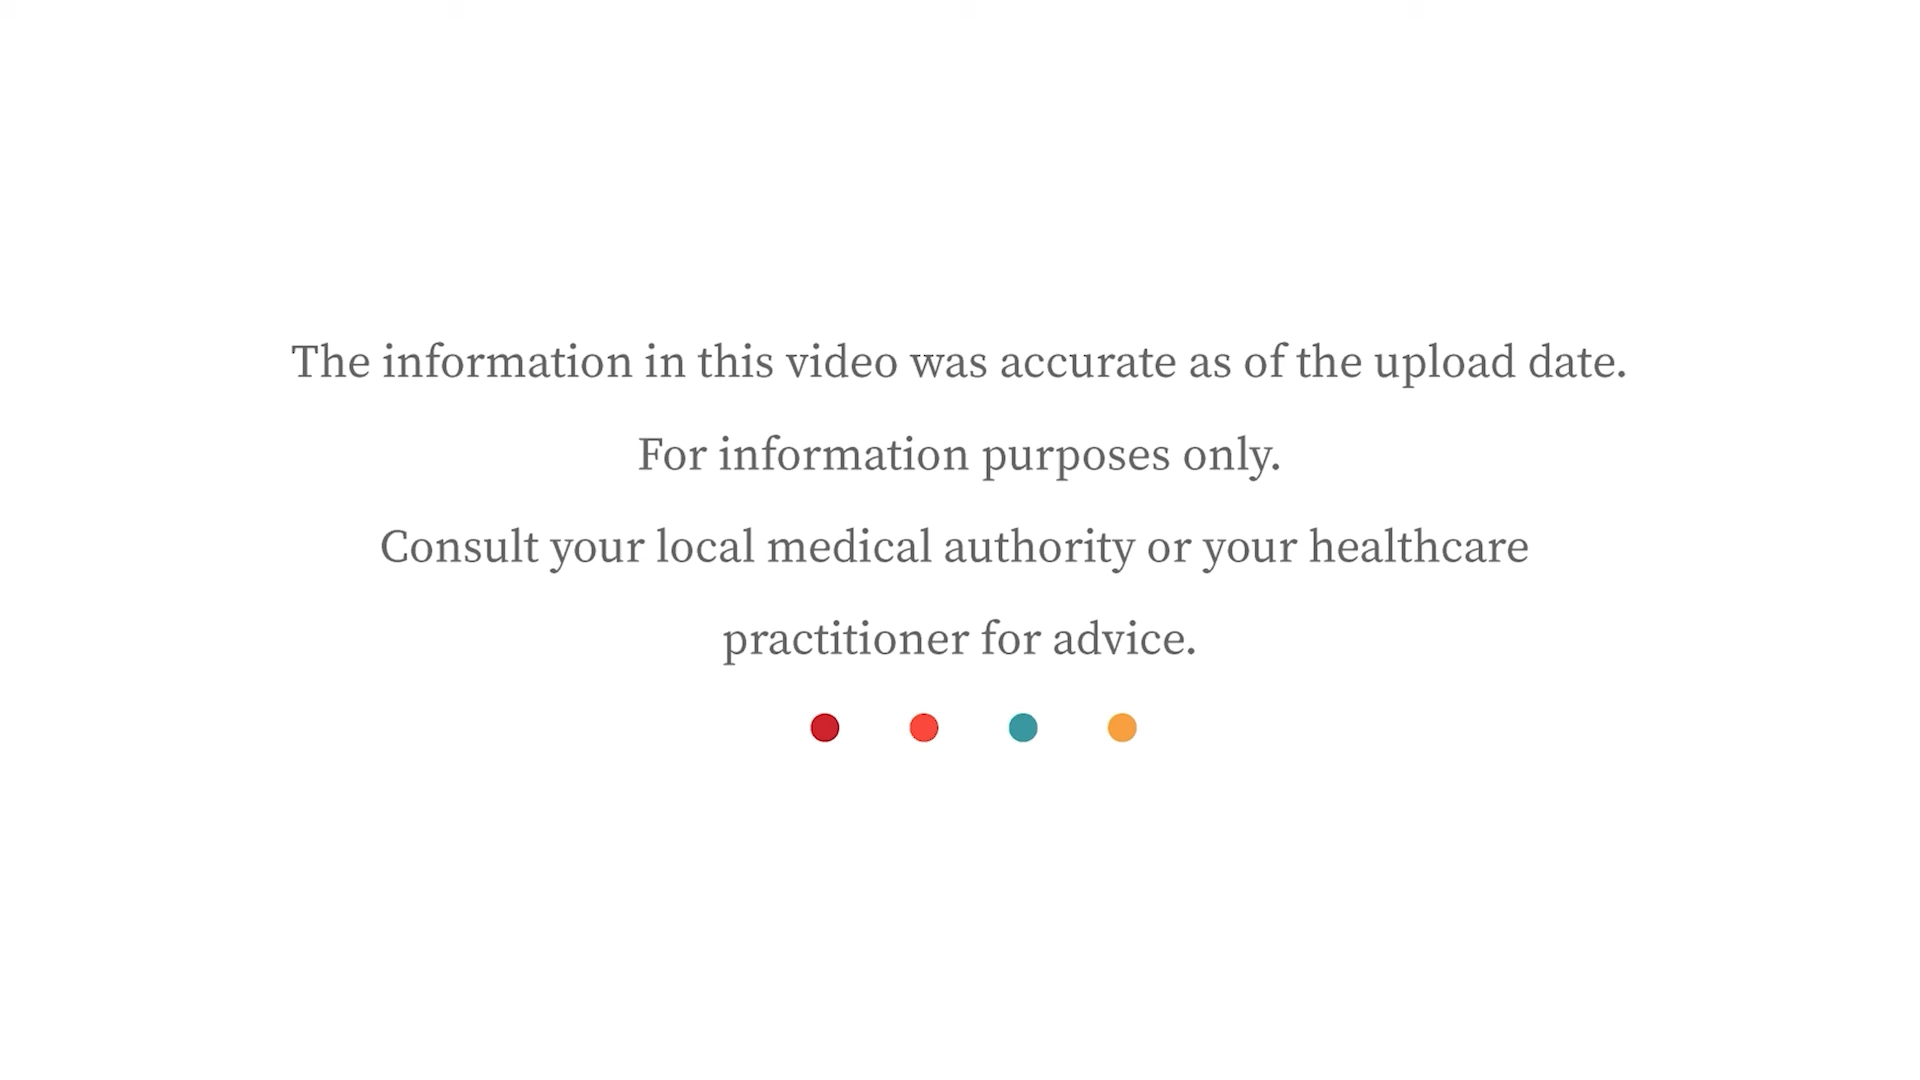 The information in this video was accurate as of the upload date.
For information purposes only.
Consult your local medical authority or your healthcare
practitioner for advice.